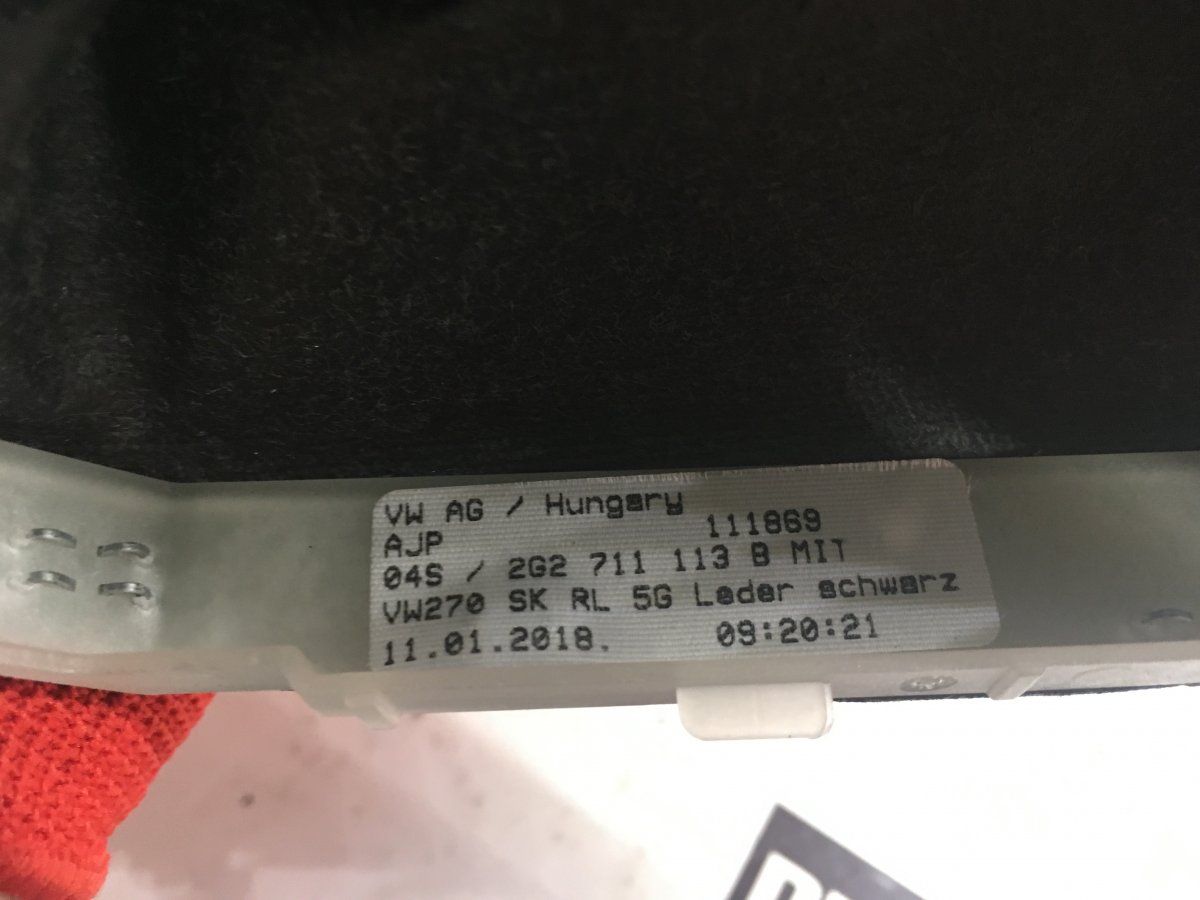 VW AG / Hungary
AJP 111869
04S / 2G2 711 113 B MIT
VW270 SK RL 5G Leder schwarz
11.01.2018. 09:20:21